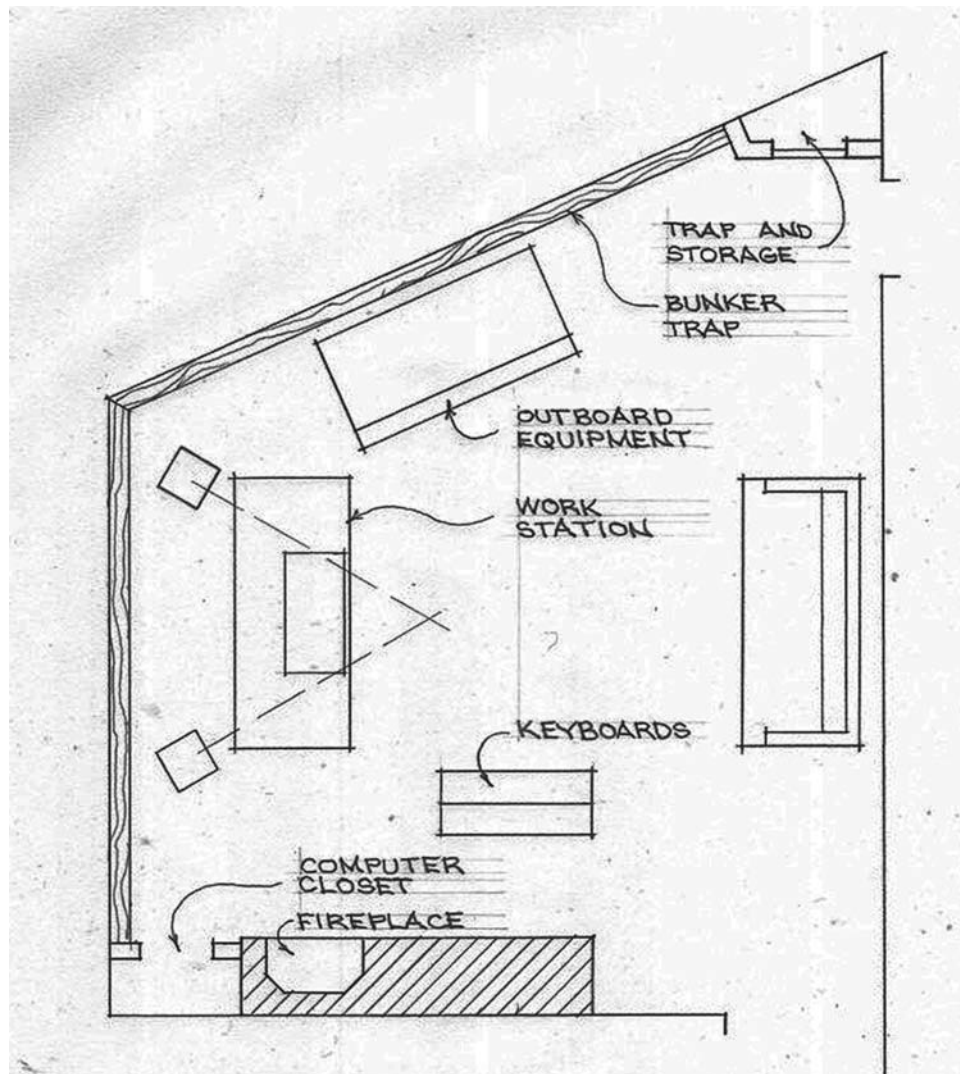 TRAP AND
STORAGE
BUNKER
TRAP
OUTBOARD
EQUIPMENT
WORK
STATION
KEYBOARDS
COMPUTER
CLOSET
FIREPLACE